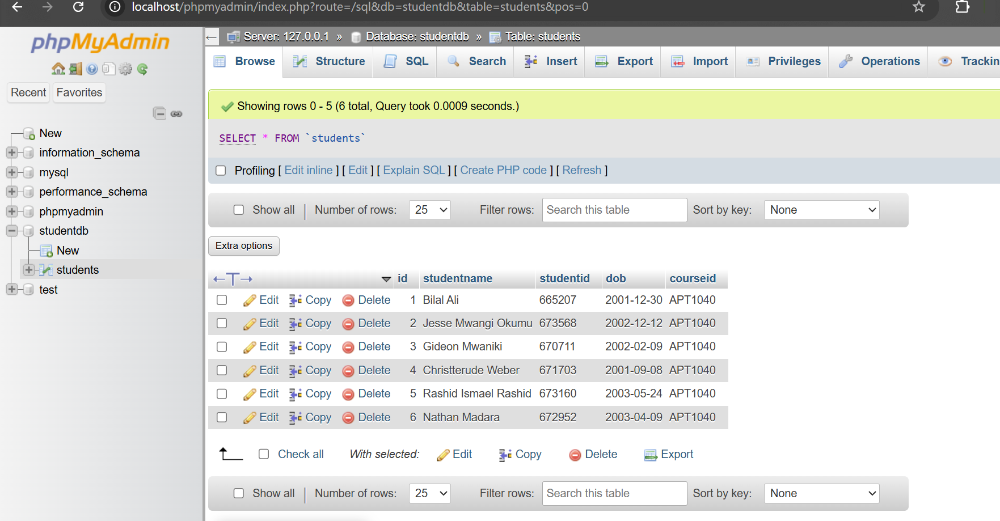 localhost/phpmyadmin/index.php?route=/sql&db=studentdb&table=students&pos=0
phpMyAdmin
Recent Favorites
New
information_schema
mysql
performance_schema
phpmyadmin
studentdb
New
students
test
Server: 127.0.0.1 » Database: studentdb » Table: students
Browse Structure SQL Search Insert Export Import Privileges Operations Trackin
Showing rows 0 - 5 (6 total, Query took 0.0009 seconds.)
SELECT * FROM `students`
Profiling [ Edit inline ] [ Edit ] [ Explain SQL ] [ Create PHP code ] [ Refresh ]
Show all | Number of rows: 25 Filter rows: Search this table Sort by key: None
Extra options
id studentname studentid dob courseid
Edit Copy Delete 1 Bilal Ali 665207 2001-12-30 APT1040
Edit Copy Delete 2 Jesse Mwangi Okumu 673568 2002-12-12 APT1040
Edit Copy Delete 3 Gideon Mwaniki 670711 2002-02-09 APT1040
Edit Copy Delete 4 Christterude Weber 671703 2001-09-08 APT1040
Edit Copy Delete 5 Rashid Ismael Rashid 673160 2003-05-24 APT1040
Edit Copy Delete 6 Nathan Madara 672952 2003-04-09 APT1040
Check all With selected: Edit Copy Delete Export
Show all | Number of rows: 25 Filter rows: Search this table Sort by key: None